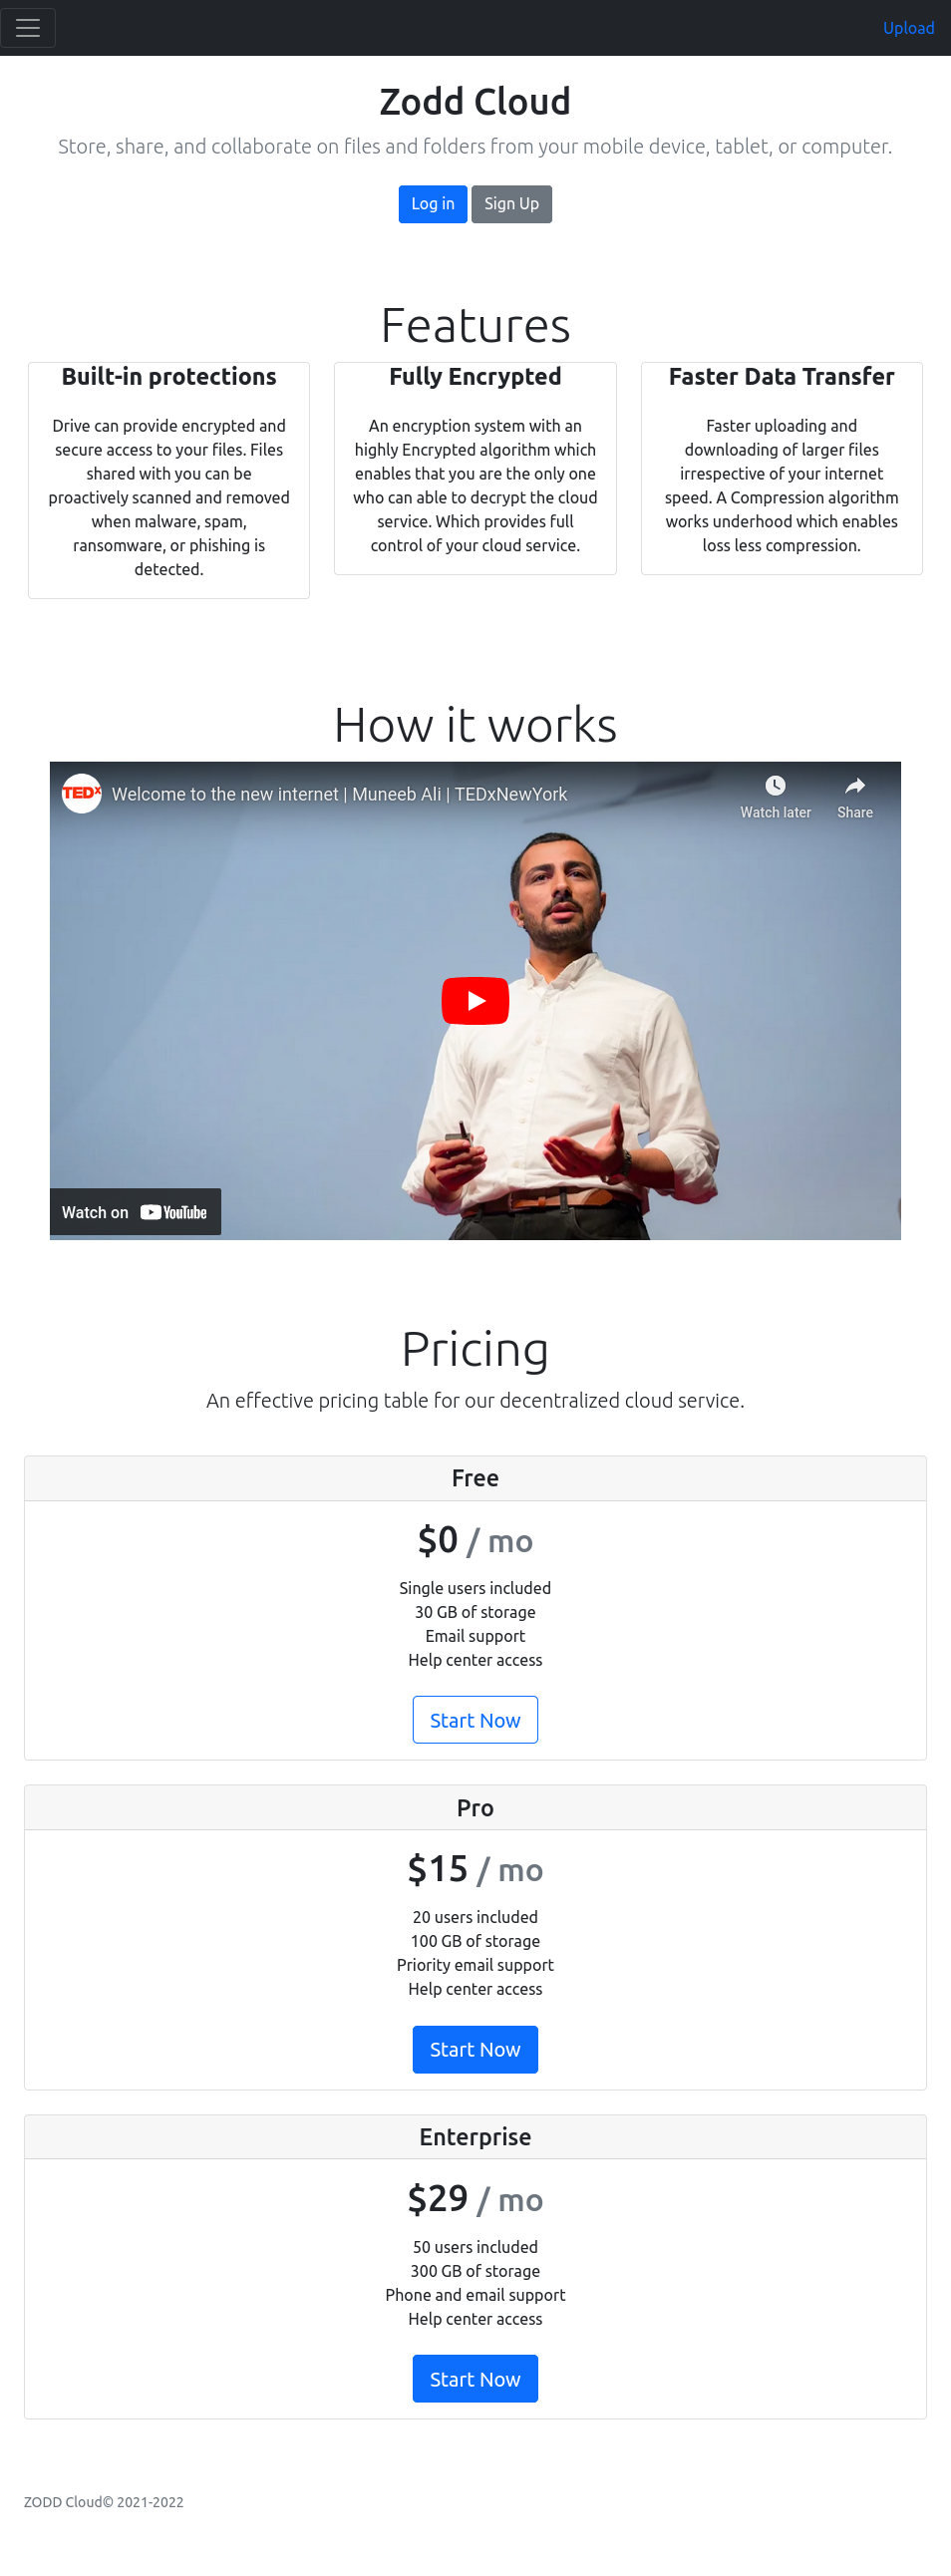 Upload
Zodd Cloud
Store, share, and collaborate on files and folders from your mobile device, tablet, or computer.
Log in Sign Up
Features
Built-in protections
Drive can provide encrypted and
secure access to your files. Files
shared with you can be
proactively scanned and removed
when malware, spam,
ransomware, or phishing is
detected.
Fully Encrypted
An encryption system with an
highly Encrypted algorithm which
enables that you are the only one
who can able to decrypt the cloud
service. Which provides full
control of your cloud service.
Faster Data Transfer
Faster uploading and
downloading of larger files
irrespective of your internet
speed. A Compression algorithm
works underhood which enables
loss less compression.
How it works
TEDx Welcome to the new internet | Muneeb Ali | TEDxNewYork
Watch later Share
Watch on YouTube
Pricing
An effective pricing table for our decentralized cloud service.
Free
$0 / mo
Single users included
30 GB of storage
Email support
Help center access
Start Now
Pro
$15 / mo
20 users included
100 GB of storage
Priority email support
Help center access
Start Now
Enterprise
$29 / mo
50 users included
300 GB of storage
Phone and email support
Help center access
Start Now
ZODD Cloud© 2021-2022